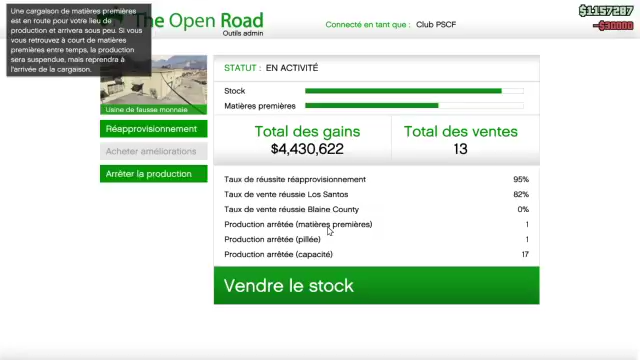 Une cargaison de matières premières
est en route pour votre lieu de
production et arrivera sous peu. Si vous
vous retrouvez à court de matières
premières entre temps, la production
sera suspendue, mais reprendra à
l'arrivée de la cargaison.
The Open Road
Outils admin
Connecté en tant que : Club PSCF
$1,157,287
-$30000
Usine de fausse monnaie
Réapprovisionnement
Acheter améliorations
Arrêter la production
STATUT : EN ACTIVITÉ
Stock
Matières premières
Total des gains
$4,430,622
Total des ventes
13
Taux de réussite réapprovisionnement 95%
Taux de vente réussie Los Santos 82%
Taux de vente réussie Blaine County 0%
Production arrêtée (matières premières) 1
Production arrêtée (pillée) 1
Production arrêtée (capacité) 17
Vendre le stock